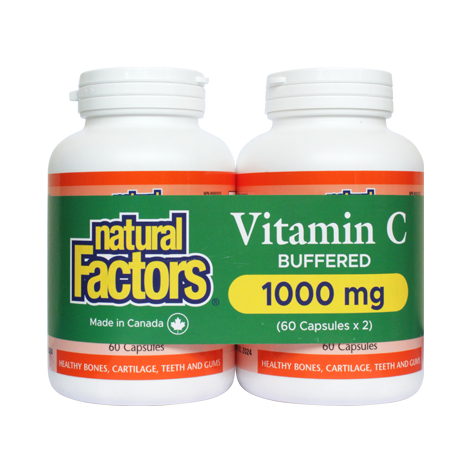 natural
Factors®
Made in Canada
Vitamin C
BUFFERED
1000 mg
(60 Capsules x 2)
60 Capsules
HEALTHY BONES, CARTILAGE, TEETH AND GUMS
60 Capsules
2024
HEALTHY BONES, CARTILAGE, TEETH AND GUMS